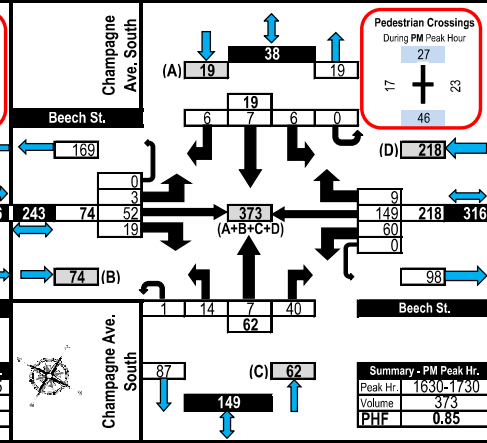 Champagne
Ave. South
(A) 19 38 19
Pedestrian Crossings
During PM Peak Hour
27
17 23
46
19
6 7 6 0
Beech St.
169
(D) 218
0
3
243 74 52
19
373
(A+B+C+D)
9
149 218 316
60
0
74 (B)
98
1 14 7 40
62
Beech St.
Champagne Ave.
South
87
(C) 62
149
Summary - PM Peak Hr.
Peak Hr. 1630-1730
Volume 373
PHF 0.85